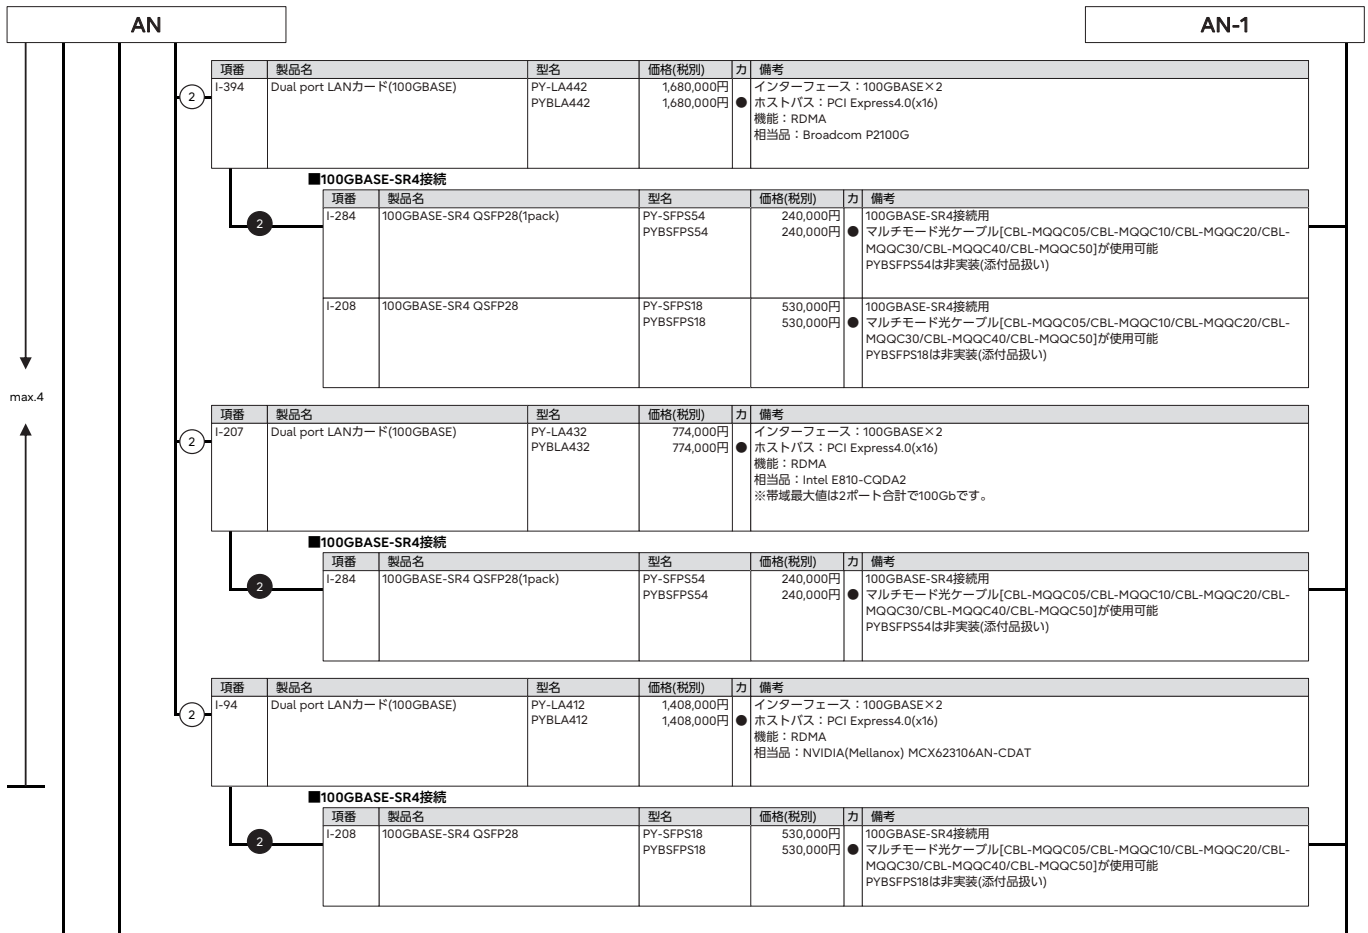 AN
AN-1
項番 製品名 型名 価格(税別) カ 備考
2 I-394 Dual port LANカード(100GBASE) PY-LA442 1,680,000円 インターフェース：100GBASE×2
PYBLA442 1,680,000円 ● ホストバス：PCI Express4.0(x16)
機能：RDMA
相当品：Broadcom P2100G
■100GBASE-SR4接続
項番 製品名 型名 価格(税別) カ 備考
2 I-284 100GBASE-SR4 QSFP28(1pack) PY-SFPS54 240,000円 100GBASE-SR4接続用
PYBSFPS54 240,000円 ● マルチモード光ケーブル[CBL-MQQC05/CBL-MQQC10/CBL-MQQC20/CBL-
MQQC30/CBL-MQQC40/CBL-MQQC50]が使用可能
PYBSFPS54は非実装(添付品扱い)
I-208 100GBASE-SR4 QSFP28 PY-SFPS18 530,000円 100GBASE-SR4接続用
PYBSFPS18 530,000円 ● マルチモード光ケーブル[CBL-MQQC05/CBL-MQQC10/CBL-MQQC20/CBL-
MQQC30/CBL-MQQC40/CBL-MQQC50]が使用可能
PYBSFPS18は非実装(添付品扱い)
max.4
項番 製品名 型名 価格(税別) カ 備考
2 I-207 Dual port LANカード(100GBASE) PY-LA432 774,000円 インターフェース：100GBASE×2
PYBLA432 774,000円 ● ホストバス：PCI Express4.0(x16)
機能：RDMA
相当品：Intel E810-CQDA2
※帯域最大値は2ポート合計で100Gbです。
■100GBASE-SR4接続
項番 製品名 型名 価格(税別) カ 備考
2 I-284 100GBASE-SR4 QSFP28(1pack) PY-SFPS54 240,000円 100GBASE-SR4接続用
PYBSFPS54 240,000円 ● マルチモード光ケーブル[CBL-MQQC05/CBL-MQQC10/CBL-MQQC20/CBL-
MQQC30/CBL-MQQC40/CBL-MQQC50]が使用可能
PYBSFPS54は非実装(添付品扱い)
項番 製品名 型名 価格(税別) カ 備考
2 I-94 Dual port LANカード(100GBASE) PY-LA412 1,408,000円 インターフェース：100GBASE×2
PYBLA412 1,408,000円 ● ホストバス：PCI Express4.0(x16)
機能：RDMA
相当品：NVIDIA(Mellanox) MCX623106AN-CDAT
■100GBASE-SR4接続
項番 製品名 型名 価格(税別) カ 備考
2 I-208 100GBASE-SR4 QSFP28 PY-SFPS18 530,000円 100GBASE-SR4接続用
PYBSFPS18 530,000円 ● マルチモード光ケーブル[CBL-MQQC05/CBL-MQQC10/CBL-MQQC20/CBL-
MQQC30/CBL-MQQC40/CBL-MQQC50]が使用可能
PYBSFPS18は非実装(添付品扱い)